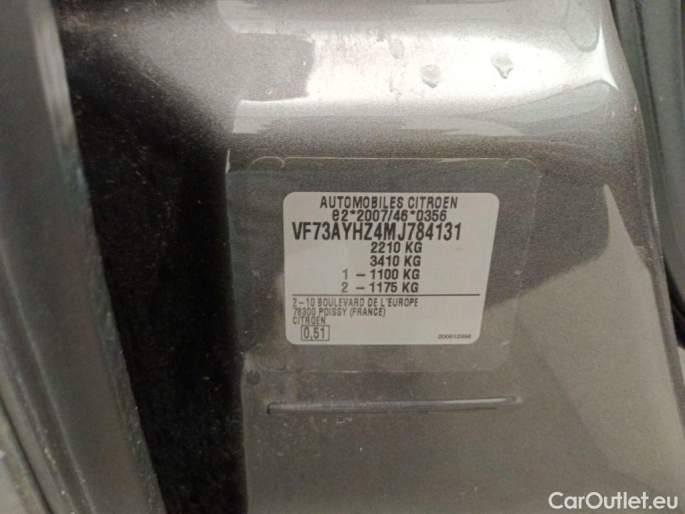 AUTOMOBILES CITROEN
e2*2007/46*0356
VF73AYHZ4MJ784131
2210 KG
3410 KG
1 - 1100 KG
2 - 1175 KG
2-10 BOULEVARD DE L'EUROPE
78300 POISSY (FRANCE)
CITROEN
0,51
CarOutlet.eu